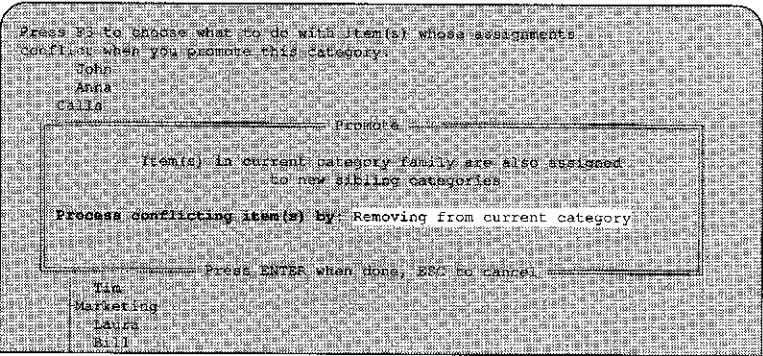 Press F3 to choose what to do with item(s) whose assignments
conflict when you promote this category.
John
Anna
Calls
Promote
Item(s) in current category family are also assigned
to new sibling categories
Process conflicting item(s) by: Removing from current category
Press ENTER when done, ESC to cancel
Tim
Marketing
Laura
Bill